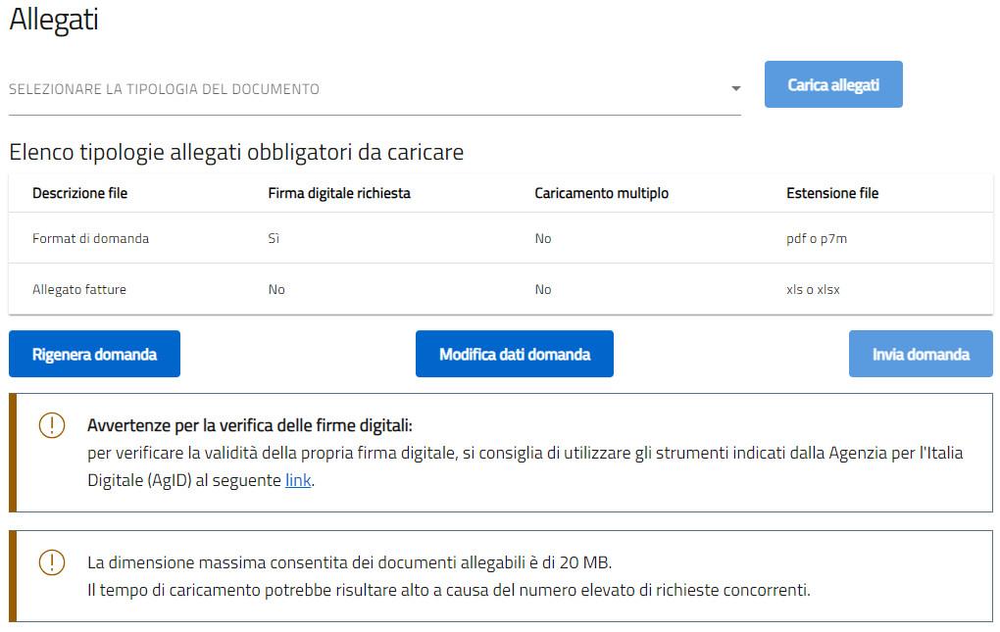 Allegati
SELEZIONARE LA TIPOLOGIA DEL DOCUMENTO
Carica allegati
Elenco tipologie allegati obbligatori da caricare
Descrizione file Firma digitale richiesta Caricamento multiplo Estensione file
Format di domanda Sì No pdf o p7m
Allegato fatture No No xls o xlsx
Rigenera domanda Modifica dati domanda Invia domanda
Avvertenze per la verifica delle firme digitali:
per verificare la validità della propria firma digitale, si consiglia di utilizzare gli strumenti indicati dalla Agenzia per l'Italia
Digitale (AgID) al seguente link.
La dimensione massima consentita dei documenti allegabili è di 20 MB.
Il tempo di caricamento potrebbe risultare alto a causa del numero elevato di richieste concorrenti.